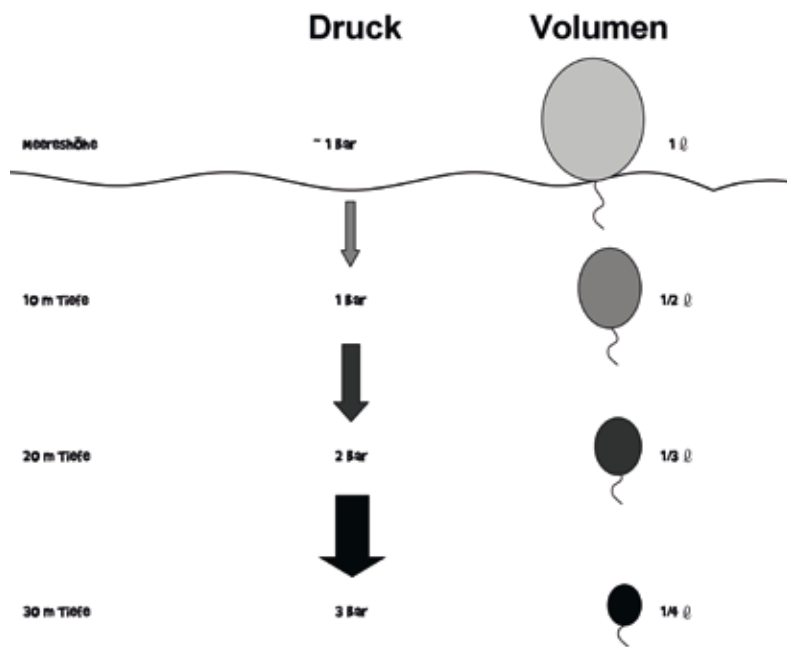 Druck Volumen
Meereshöhe ~ 1 Bar 1 ℓ
10 m Tiefe 1 Bar 1/2 ℓ
20 m Tiefe 2 Bar 1/3 ℓ
30 m Tiefe 3 Bar 1/4 ℓ